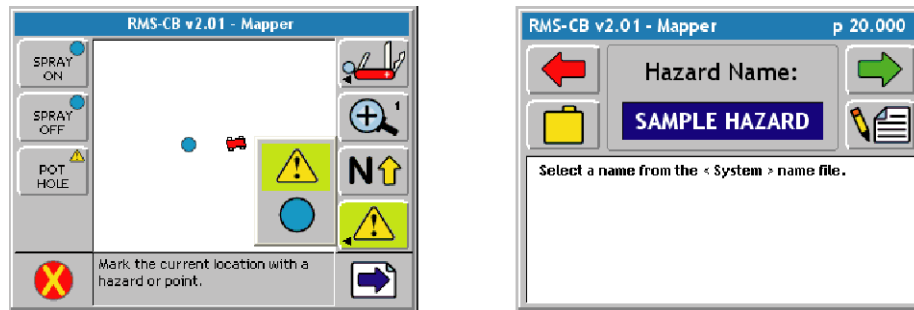 RMS-CB v2.01 - Mapper
SPRAY
ON
SPRAY
OFF
POT
HOLE
1
N
Mark the current location with a
hazard or point.
RMS-CB v2.01 - Mapper p 20.000
Hazard Name:
SAMPLE HAZARD
Select a name from the < System > name file.